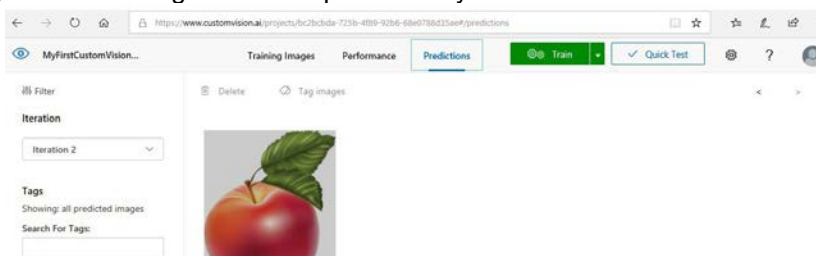 https://www.customvision.ai/projects/bc2bcbda-725b-4f89-92b6-68e0788d35ae#/predictions
MyFirstCustomVision... Training Images Performance Predictions Train Quick Test ?
Filter Delete Tag images
Iteration
Iteration 2
Tags
Showing: all predicted images
Search For Tags: